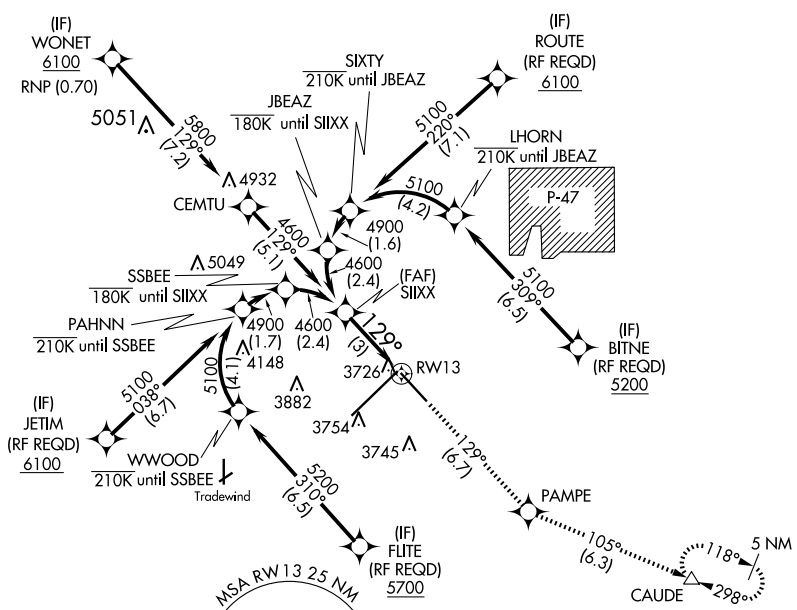 (IF)
WONET
6100
RNP (0.70)
5051
5800
129°
(7.2)
4932
CEMTU
4600
129°
(5.1)
JBEAZ
180K until SIIXX
SIXTY
210K until JBEAZ
(IF)
ROUTE
(RF REQD)
6100
5100
220°
(7.1)
LHORN
210K until JBEAZ
P-47
5100
(4.2)
4900
(1.6)
4600
(2.4)
5100
309°
(6.5)
(IF)
BITNE
(RF REQD)
5200
SSBEE
180K until SIIXX
5049
(FAF)
SIIXX
PAHNN
210K until SSBEE
4900
(1.7)
4600
(2.4)
4148
129°
(3)
3726
RW13
5100
038°
(6.7)
5100
(4.1)
3882
3754
3745
(IF)
JETIM
(RF REQD)
6100
WWOOD
210K until SSBEE
Tradewind
5200
310°
(6.5)
(IF)
FLITE
(RF REQD)
5700
129°
(6.7)
PAMPE
105°
(6.3)
CAUDE
118°
298°
5 NM
MSA RW13 25 NM